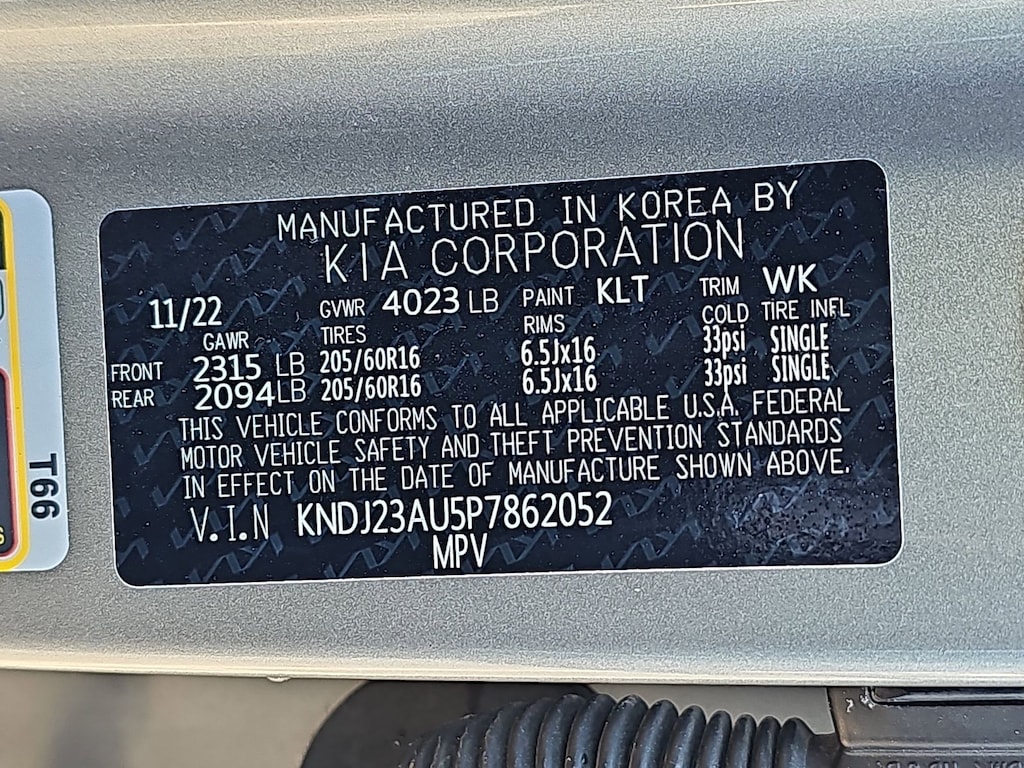 MANUFACTURED IN KOREA BY
KIA CORPORATION
11/22 GVWR 4023 LB PAINT KLT TRIM WK
GAWR TIRES RIMS COLD TIRE INFL
FRONT 2315 LB 205/60R16 6.5Jx16 33psi SINGLE
REAR 2094 LB 205/60R16 6.5Jx16 33psi SINGLE
THIS VEHICLE CONFORMS TO ALL APPLICABLE U.S.A. FEDERAL
MOTOR VEHICLE SAFETY AND THEFT PREVENTION STANDARDS
IN EFFECT ON THE DATE OF MANUFACTURE SHOWN ABOVE.
V.I.N KNDJ23AU5P7862052
MPV
T66